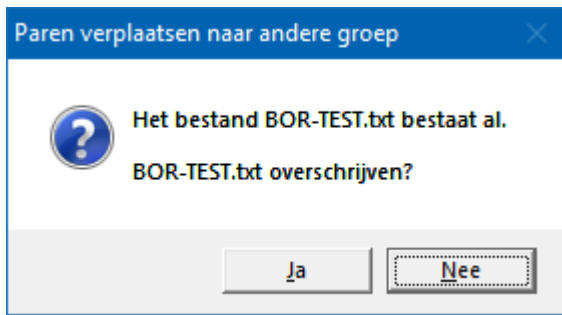 Paren verplaatsen naar andere groep
Het bestand BOR-TEST.txt bestaat al.
BOR-TEST.txt overschrijven?
Ja
Nee